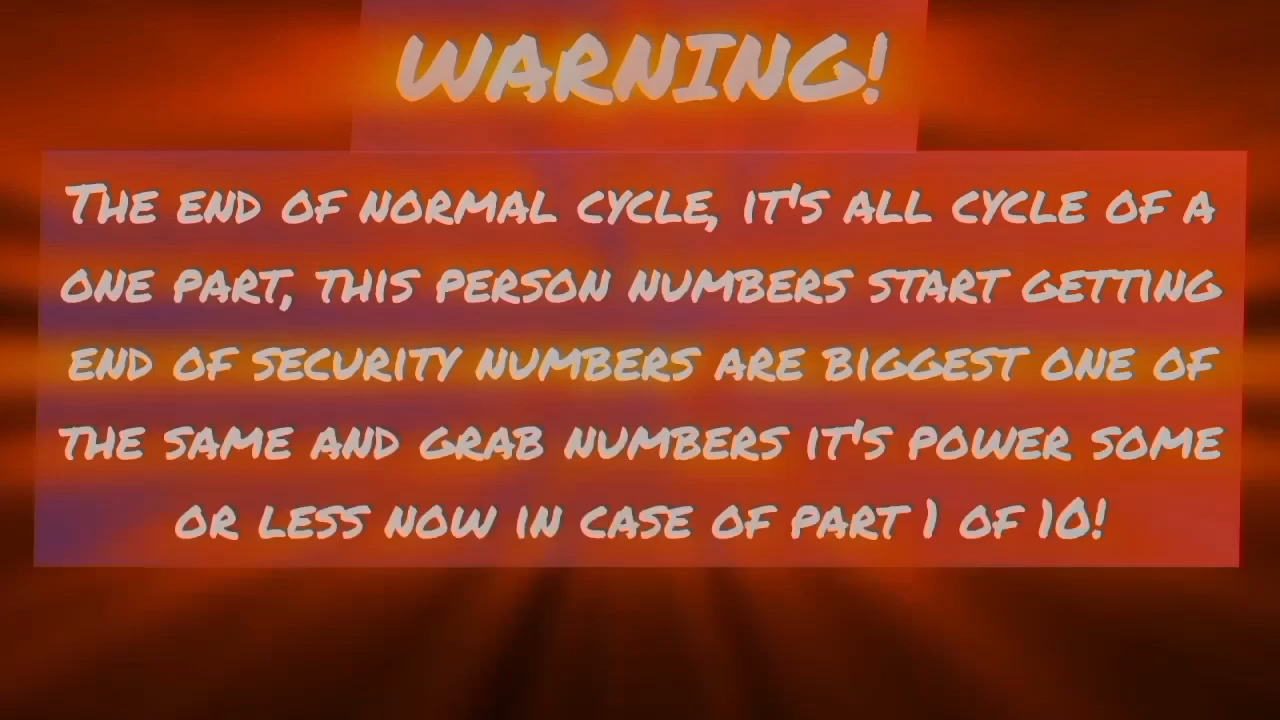 WARNING!
The end of normal cycle, it's all cycle of a
one part, this person numbers start getting
end of security numbers are biggest one of
the same and grab numbers it's power some
or less now in case of part 1 of 10!